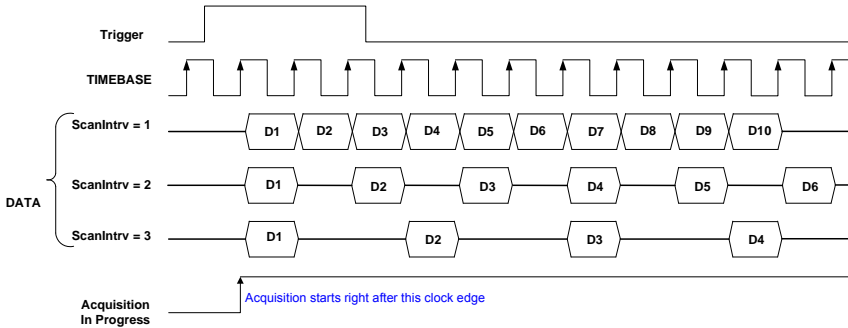 Trigger
TIMEBASE
DATA
ScanIntrv = 1
D1 D2 D3 D4 D5 D6 D7 D8 D9 D10
ScanIntrv = 2
D1 D2 D3 D4 D5 D6
ScanIntrv = 3
D1 D2 D3 D4
Acquisition
In Progress
Acquisition starts right after this clock edge